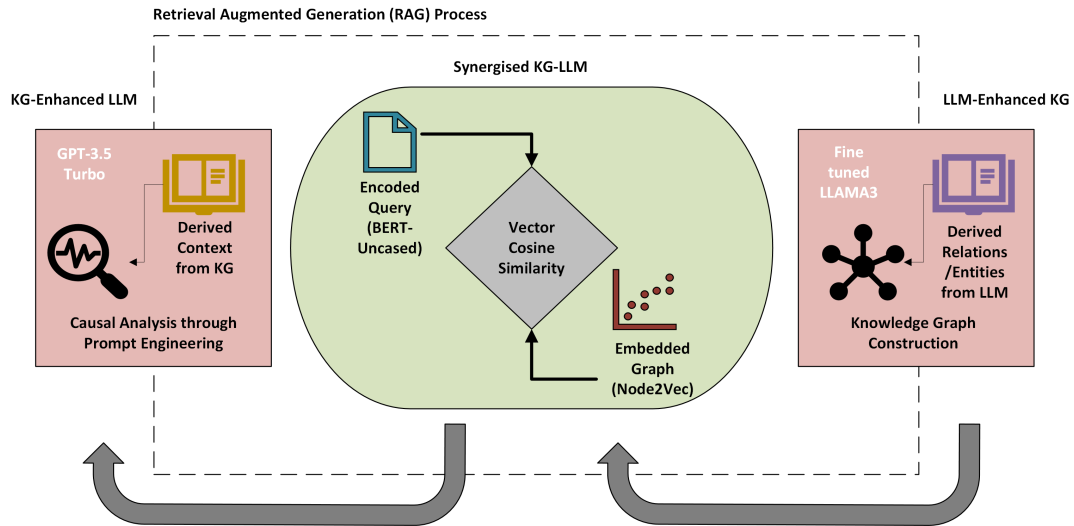 Retrieval Augmented Generation (RAG) Process
Synergised KG-LLM
KG-Enhanced LLM
LLM-Enhanced KG
GPT-3.5
Turbo
Derived
Context
from KG
Causal Analysis through
Prompt Engineering
Encoded
Query
(BERT-
Uncased)
Vector
Cosine
Similarity
Embedded
Graph
(Node2Vec)
Fine
tuned
LLAMA3
Derived
Relations
/Entities
from LLM
Knowledge Graph
Construction